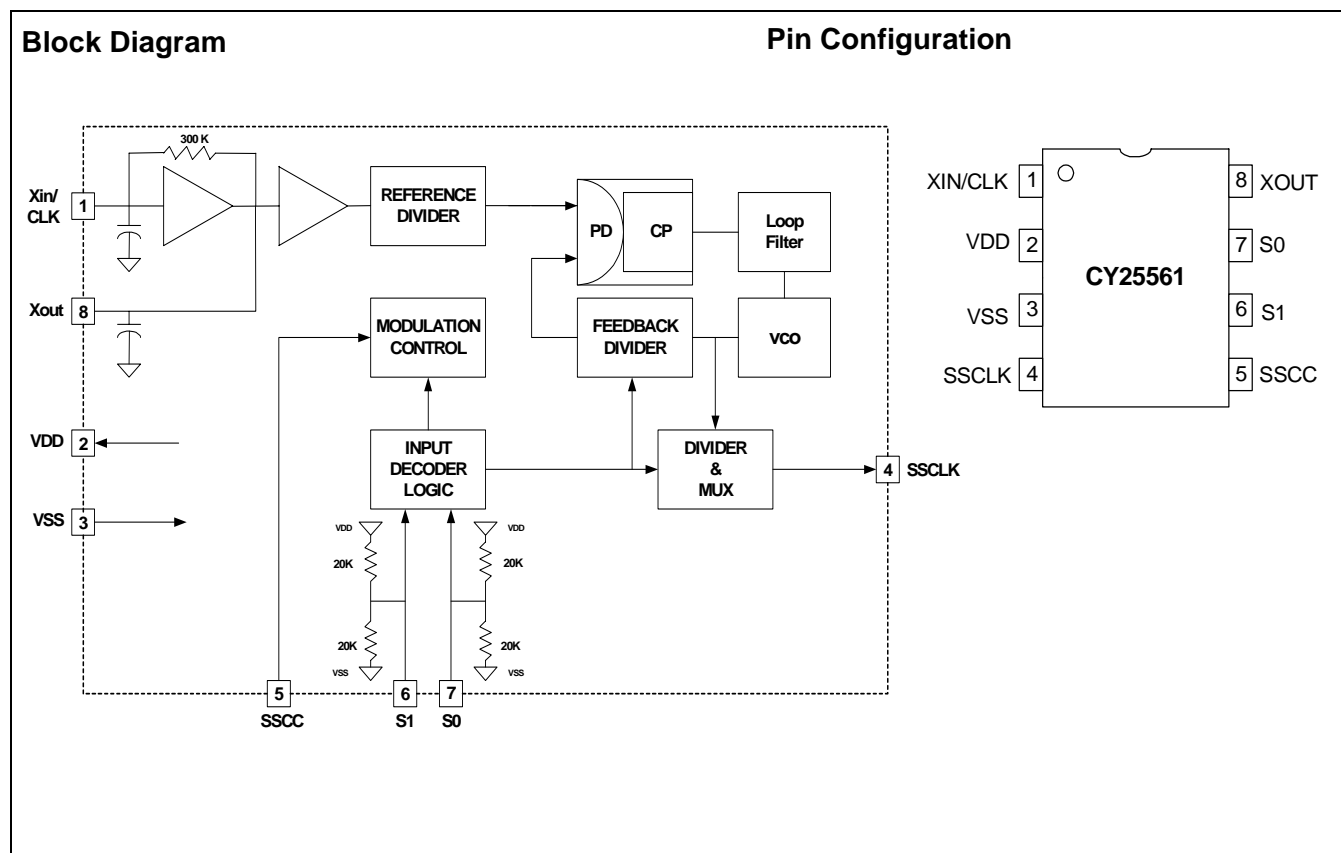 Block Diagram
Pin Configuration
300 K
Xin/
CLK
1
REFERENCE
DIVIDER
PD
CP
Loop
Filter
Xout
8
MODULATION
CONTROL
FEEDBACK
DIVIDER
VCO
VDD
2
INPUT
DECODER
LOGIC
DIVIDER
&
MUX
4
SSCLK
VSS
3
VDD
VDD
20K
20K
20K
20K
VSS
VSS
5
6
7
SSCC
S1
S0
XIN/CLK
1
8
XOUT
VDD
2
7
S0
CY25561
VSS
3
6
S1
SSCLK
4
5
SSCC